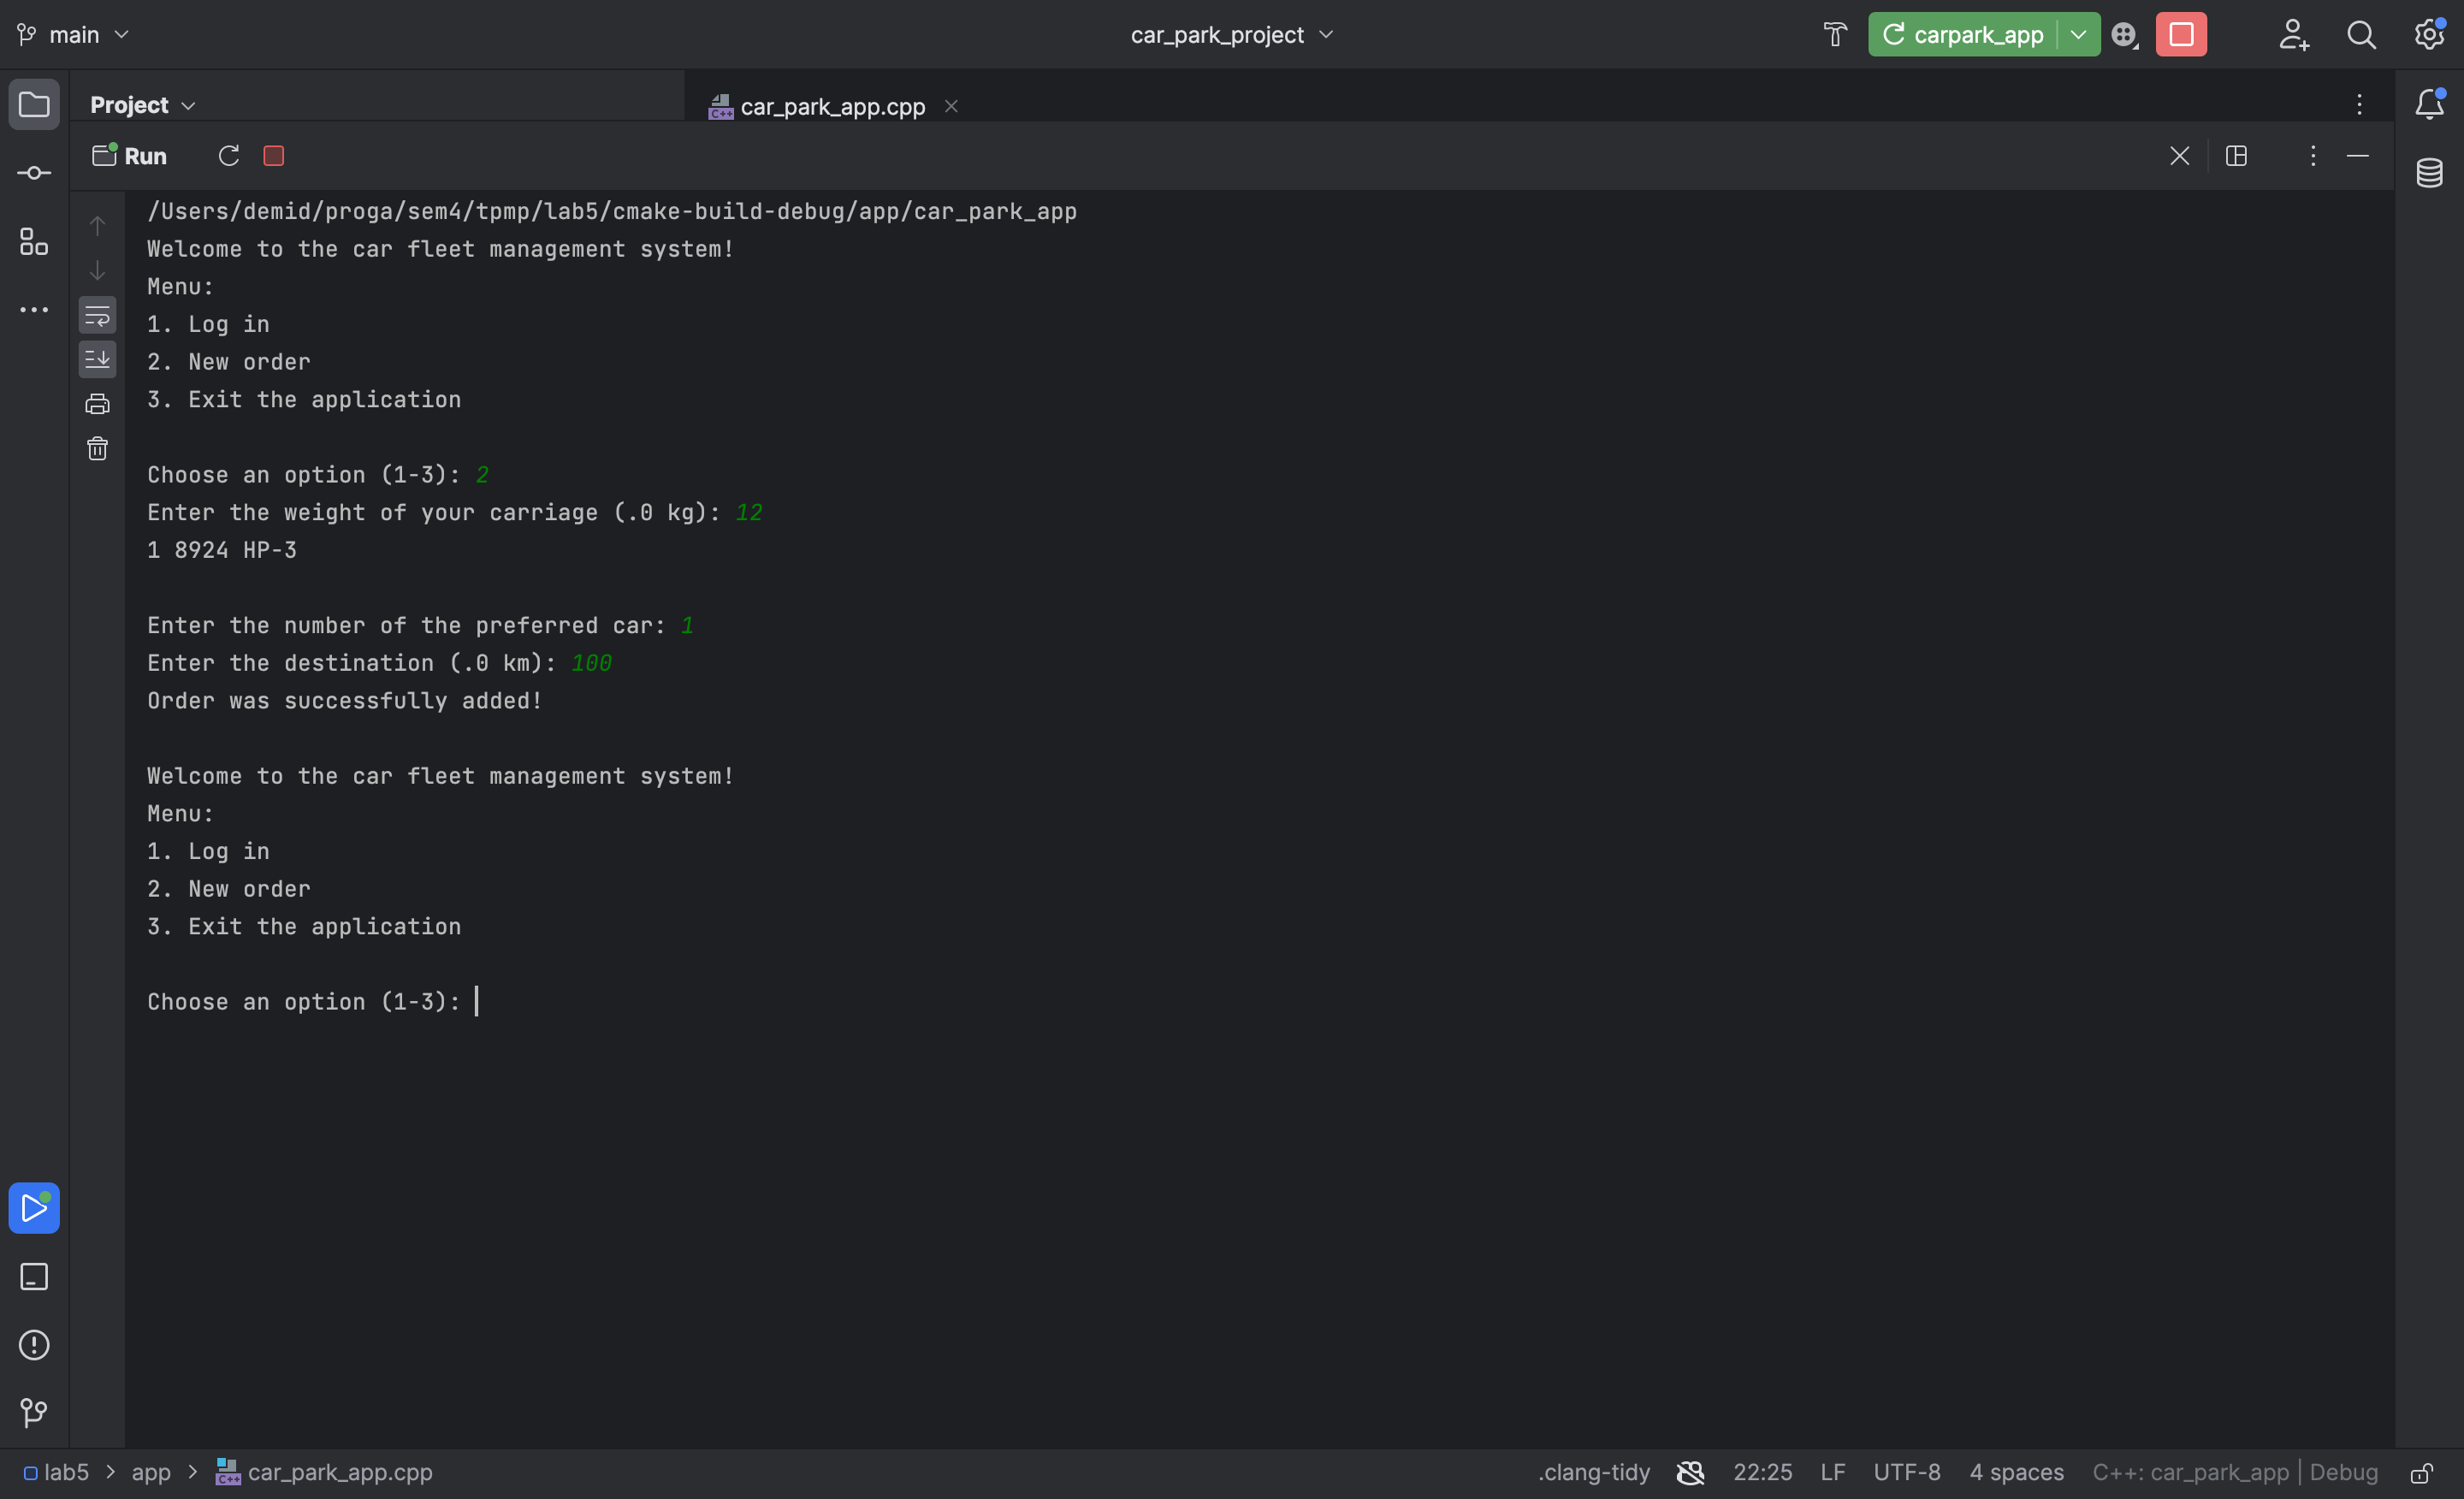 main
car_park_project
carpark_app
Project
car_park_app.cpp
Run
/Users/demid/proga/sem4/tpmp/lab5/cmake-build-debug/app/car_park_app
Welcome to the car fleet management system!
Menu:
1. Log in
2. New order
3. Exit the application
Choose an option (1-3): 2
Enter the weight of your carriage (.0 kg): 12
1 8924 HP-3
Enter the number of the preferred car: 1
Enter the destination (.0 km): 100
Order was successfully added!
Welcome to the car fleet management system!
Menu:
1. Log in
2. New order
3. Exit the application
Choose an option (1-3):
lab5 > app > C++ car_park_app.cpp
.clang-tidy 22:25 LF UTF-8 4 spaces C++: car_park_app | Debug